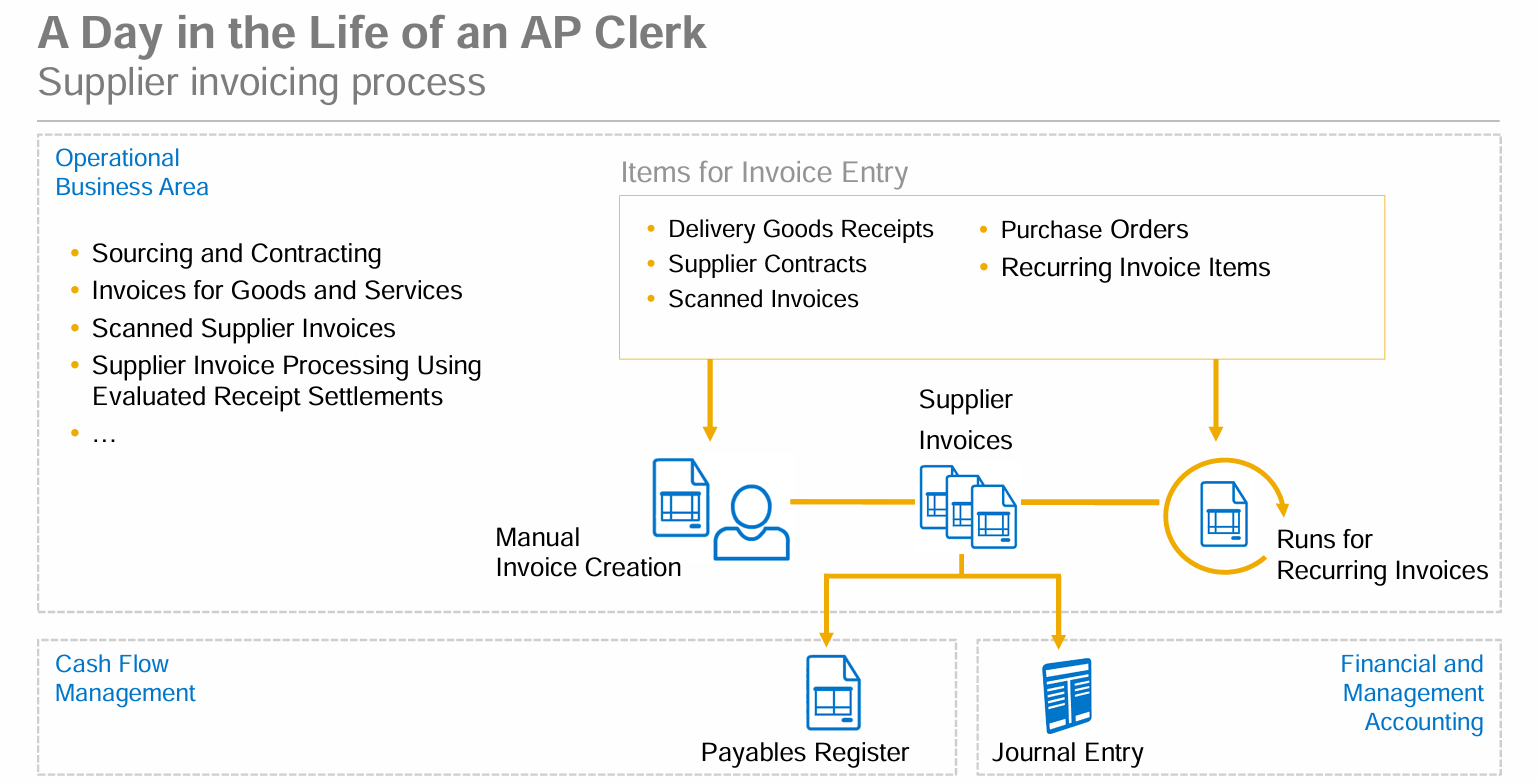 A Day in the Life of an AP Clerk
Supplier invoicing process
Operational
Business Area
• Sourcing and Contracting
• Invoices for Goods and Services
• Scanned Supplier Invoices
• Supplier Invoice Processing Using
Evaluated Receipt Settlements
• …
Items for Invoice Entry
• Delivery Goods Receipts
• Supplier Contracts
• Scanned Invoices
• Purchase Orders
• Recurring Invoice Items
Manual
Invoice Creation
Supplier
Invoices
Runs for
Recurring Invoices
Cash Flow
Management
Payables Register
Journal Entry
Financial and
Management
Accounting